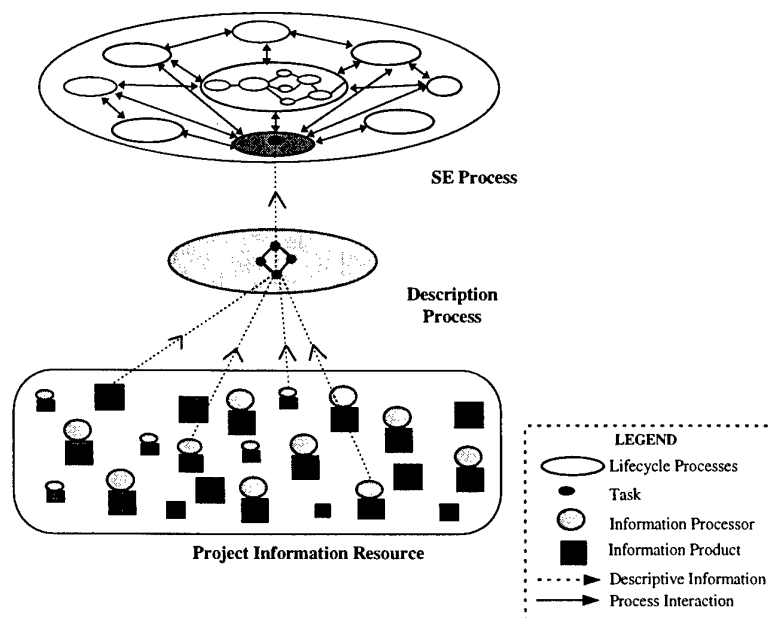 SE Process
Description
Process
Project Information Resource
LEGEND
Lifecycle Processes
Task
Information Processor
Information Product
Descriptive Information
Process Interaction